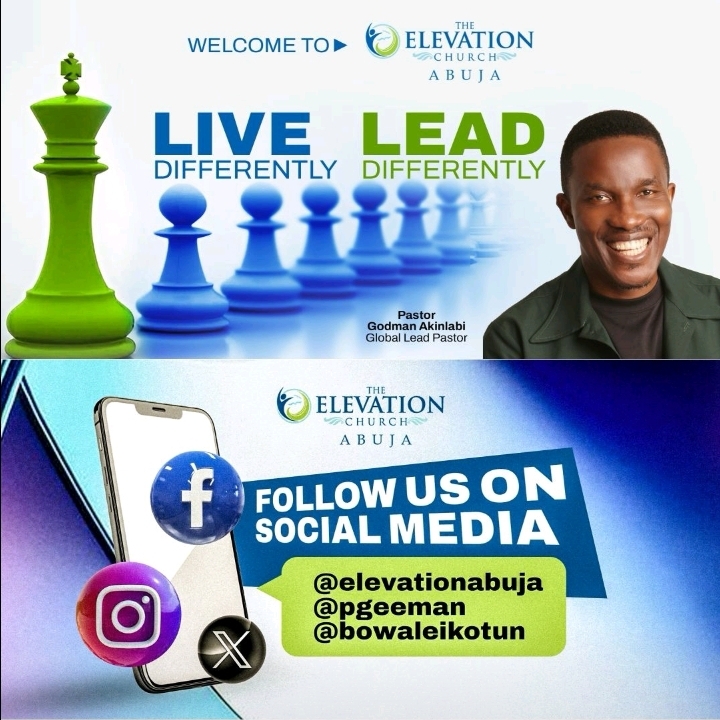 WELCOME TO
THE
ELEVATION
CHURCH
ABUJA
LIVE
DIFFERENTLY
LEAD
DIFFERENTLY
Pastor
Godman Akinlabi
Global Lead Pastor
THE
ELEVATION
CHURCH
ABUJA
FOLLOW US ON
SOCIAL MEDIA
@elevationabuja
@pgeeman
@bowaleikotun